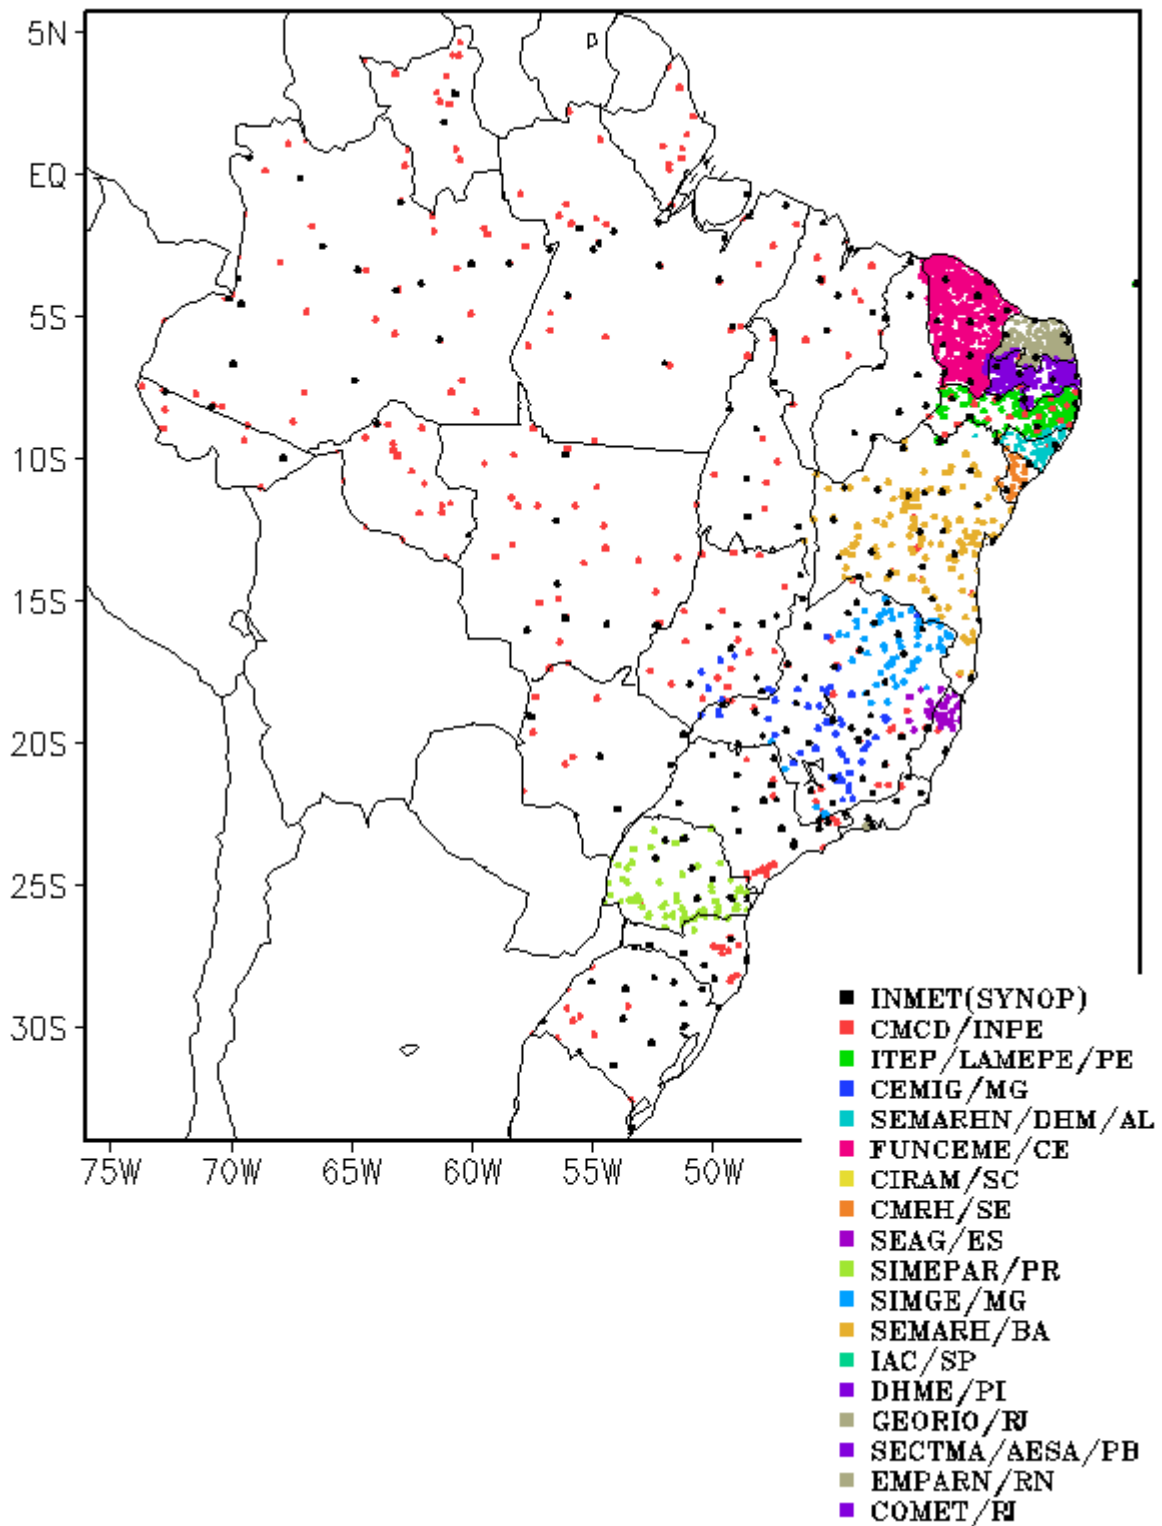 5N
EQ
5S
10S
15S
20S
25S
30S
75W 70W 65W 60W 55W 50W
INMET(SYNOP)
CMCD/INPE
ITEP/LAMEPE/PE
CEMIG/MG
SEMARHN/DHM/AL
FUNCEME/CE
CIRAM/SC
CMRH/SE
SEAG/ES
SIMEPAR/PR
SIMGE/MG
SEMARH/BA
IAC/SP
DHME/PI
GEORIO/RJ
SECTMA/AESA/PB
EMPARN/RN
COMET/RJ